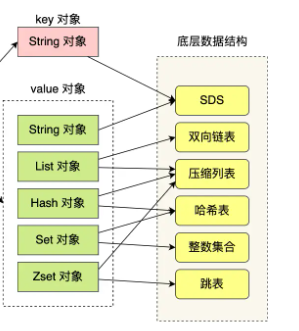 key 对象
String 对象
底层数据结构
value 对象
SDS
String 对象
双向链表
List 对象
压缩列表
Hash 对象
哈希表
Set 对象
整数集合
Zset 对象
跳表